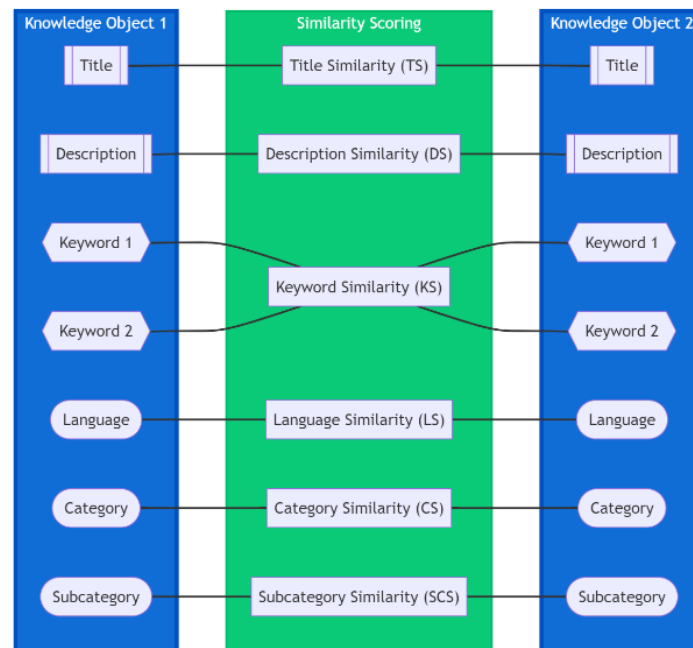 Knowledge Object 1
Similarity Scoring
Knowledge Object 2
Title
Title Similarity (TS)
Title
Description
Description Similarity (DS)
Description
Keyword 1
Keyword 1
Keyword Similarity (KS)
Keyword 2
Keyword 2
Language
Language Similarity (LS)
Language
Category
Category Similarity (CS)
Category
Subcategory
Subcategory Similarity (SCS)
Subcategory